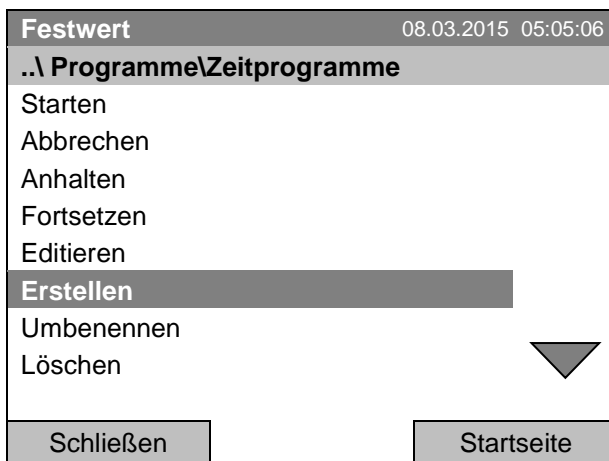 Festwert 08.03.2015 05:05:06
..\ Programme\Zeitprogramme
Starten
Abbrechen
Anhalten
Fortsetzen
Editieren
Erstellen
Umbenennen
Löschen
Schließen Startseite